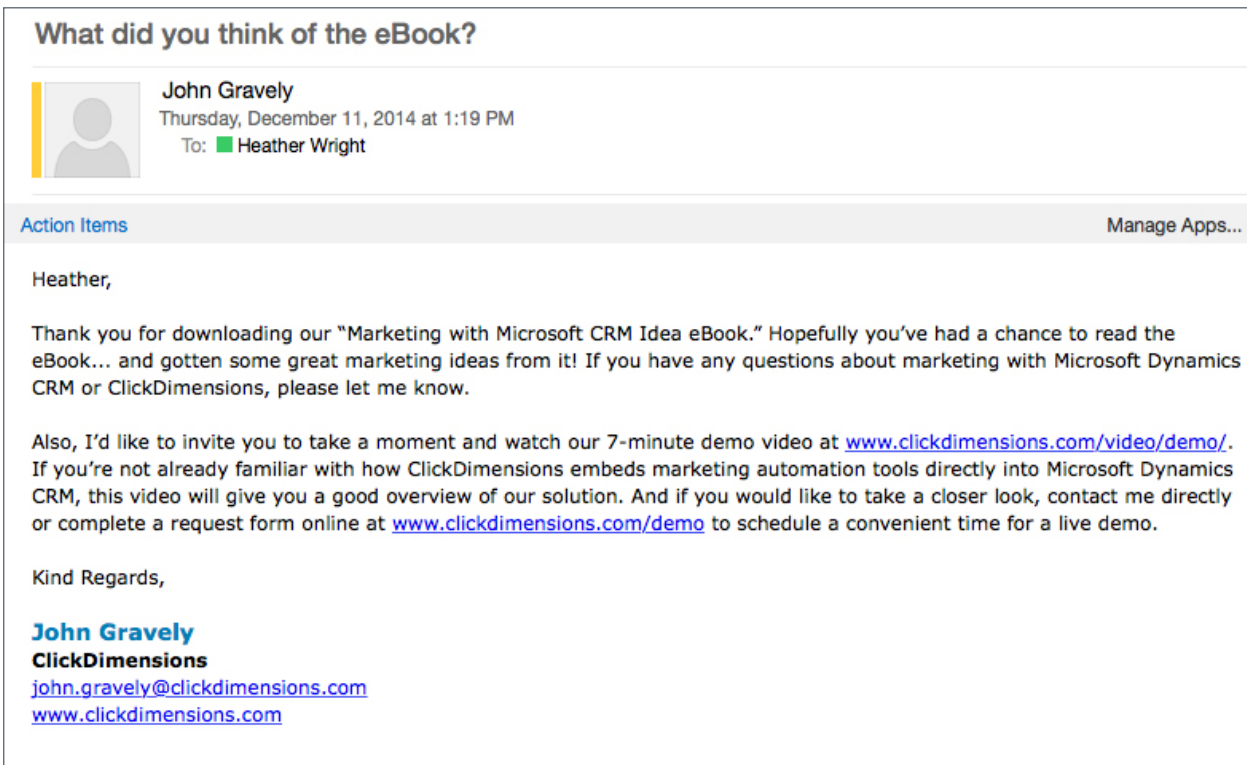 What did you think of the eBook?
John Gravely
Thursday, December 11, 2014 at 1:19 PM
To: Heather Wright
Action Items Manage Apps...
Heather,
Thank you for downloading our “Marketing with Microsoft CRM Idea eBook.” Hopefully you’ve had a chance to read the
eBook... and gotten some great marketing ideas from it! If you have any questions about marketing with Microsoft Dynamics
CRM or ClickDimensions, please let me know.
Also, I’d like to invite you to take a moment and watch our 7-minute demo video at www.clickdimensions.com/video/demo/.
If you’re not already familiar with how ClickDimensions embeds marketing automation tools directly into Microsoft Dynamics
CRM, this video will give you a good overview of our solution. And if you would like to take a closer look, contact me directly
or complete a request form online at www.clickdimensions.com/demo to schedule a convenient time for a live demo.
Kind Regards,
John Gravely
ClickDimensions
john.gravely@clickdimensions.com
www.clickdimensions.com